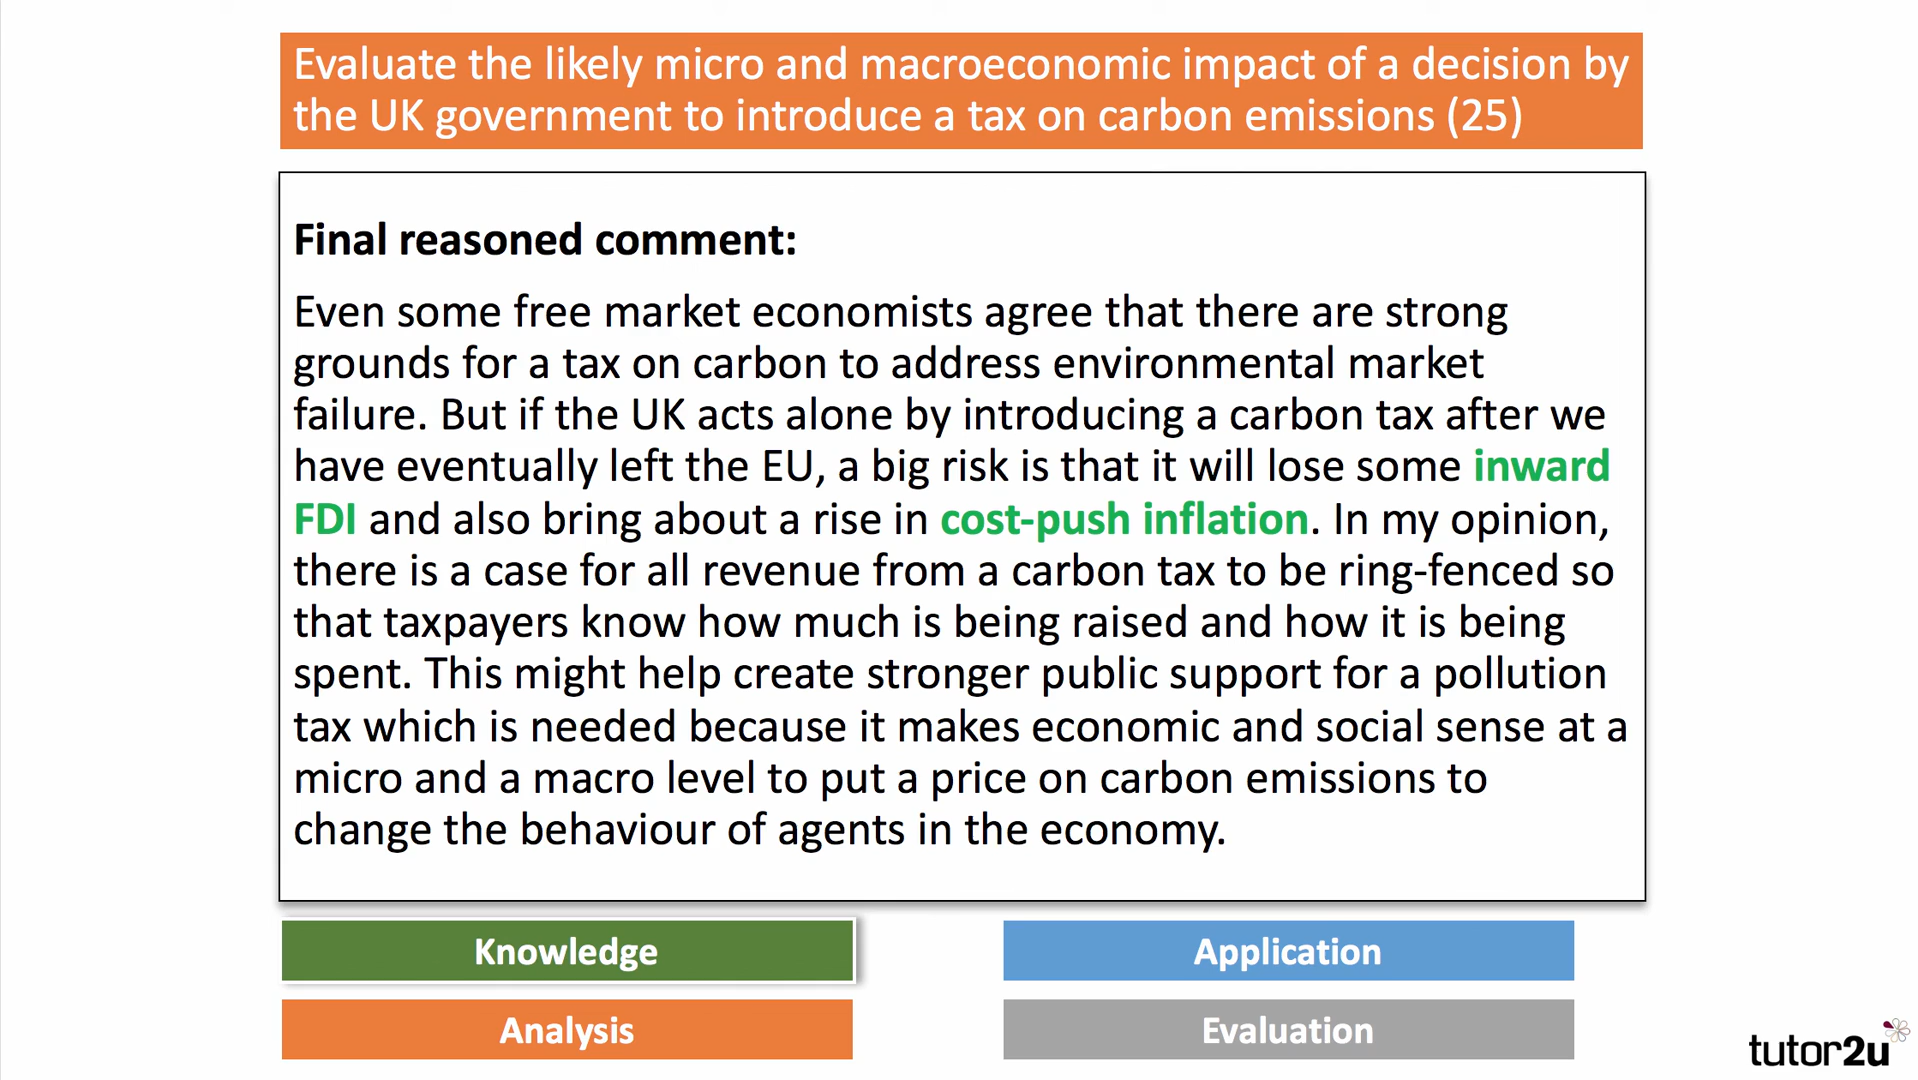 Evaluate the likely micro and macroeconomic impact of a decision by
the UK government to introduce a tax on carbon emissions (25)
Final reasoned comment:
Even some free market economists agree that there are strong
grounds for a tax on carbon to address environmental market
failure. But if the UK acts alone by introducing a carbon tax after we
have eventually left the EU, a big risk is that it will lose some inward
FDI and also bring about a rise in cost-push inflation. In my opinion,
there is a case for all revenue from a carbon tax to be ring-fenced so
that taxpayers know how much is being raised and how it is being
spent. This might help create stronger public support for a pollution
tax which is needed because it makes economic and social sense at a
micro and a macro level to put a price on carbon emissions to
change the behaviour of agents in the economy.
Knowledge
Application
Analysis
Evaluation
tutor2u